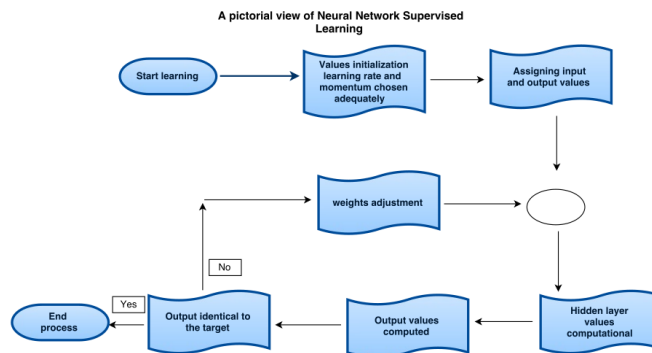 A pictorial view of Neural Network Supervised
Learning
Start learning
Values initialization
learning rate and
momentum chosen
adequately
Assigning input
and output values
weights adjustment
No
Yes
End
process
Output identical to
the target
Output values
computed
Hidden layer
values
computational